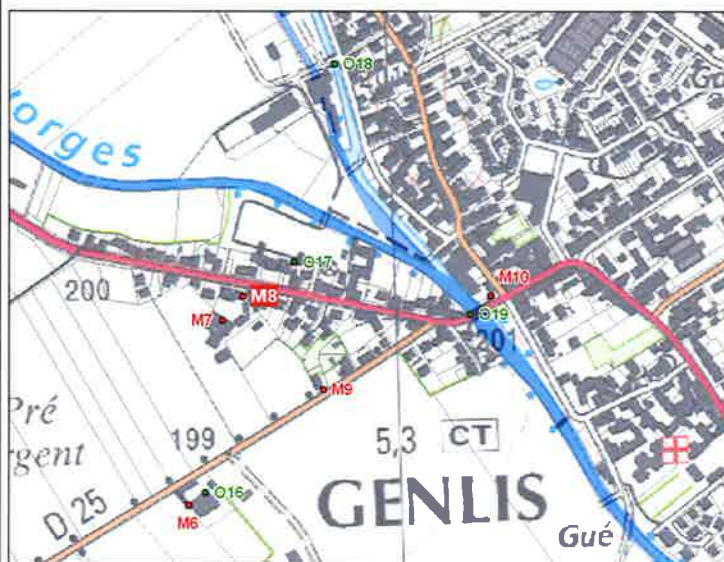 O18
orges
O17
200
M8
M7
M10
O19
201
M9
Pré
rgent
199
5,3
CT
D 25
O16
M6
GENLIS
Gué